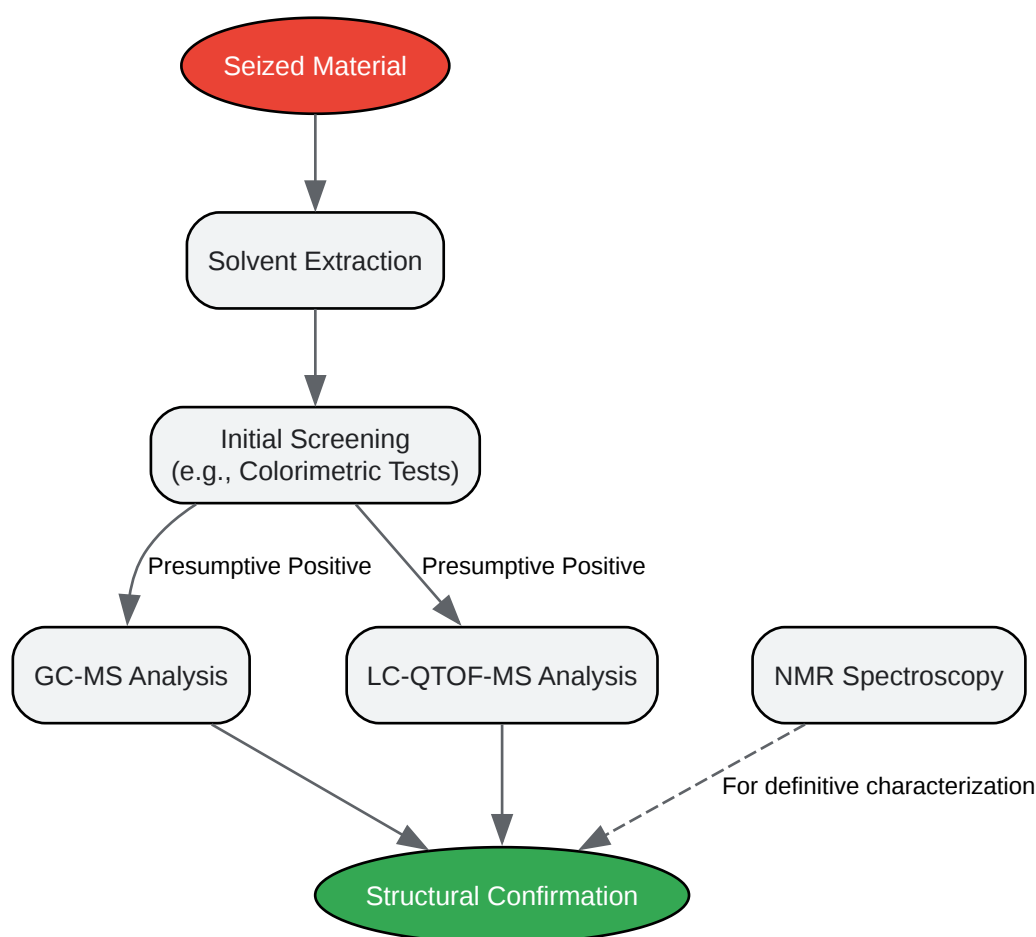 Seized Material
Solvent Extraction
Initial Screening
(e.g., Colorimetric Tests)
Presumptive Positive
Presumptive Positive
GC-MS Analysis
LC-QTOF-MS Analysis
NMR Spectroscopy
For definitive characterization
Structural Confirmation